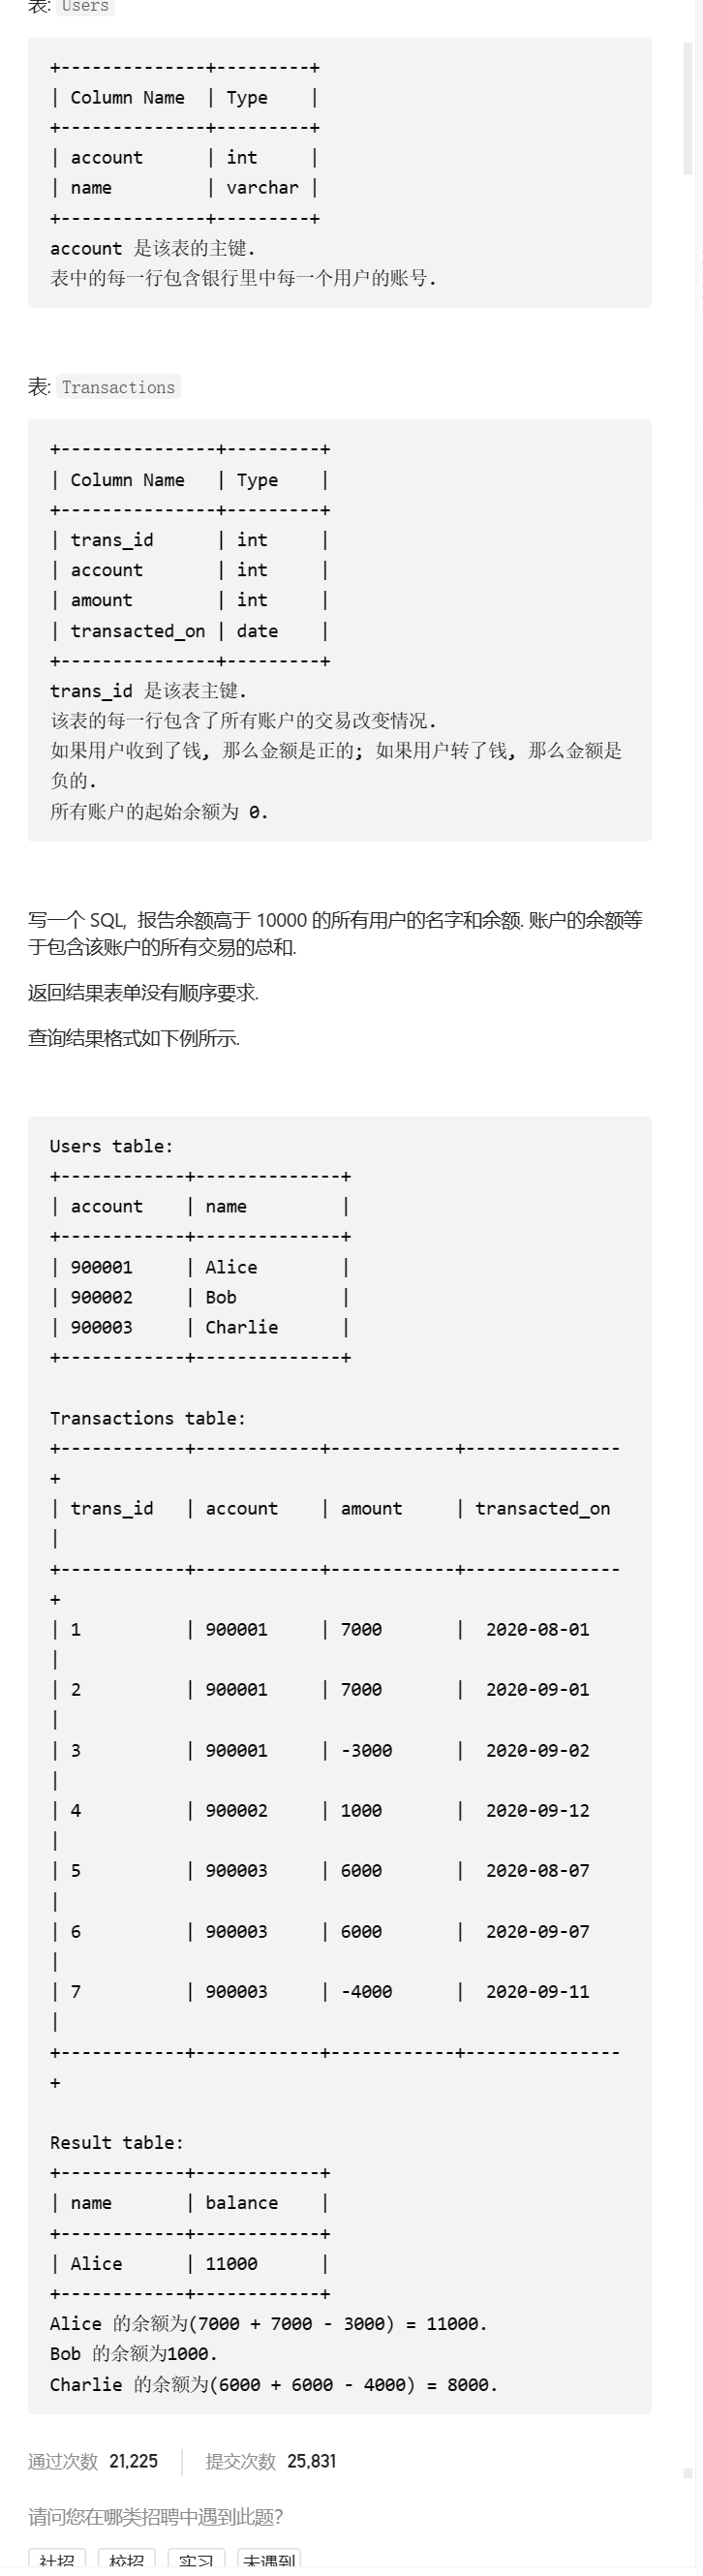 表: Users
+--------------+---------+
| Column Name  | Type    |
+--------------+---------+
| account      | int     |
| name         | varchar |
+--------------+---------+
account 是该表的主键.
表中的每一行包含银行里中每一个用户的账号.
表: Transactions
+---------------+---------+
| Column Name   | Type    |
+---------------+---------+
| trans_id      | int     |
| account       | int     |
| amount        | int     |
| transacted_on | date    |
+---------------+---------+
trans_id 是该表主键.
该表的每一行包含了所有账户的交易改变情况.
如果用户收到了钱, 那么金额是正的; 如果用户转了钱, 那么金额是
负的.
所有账户的起始余额为 0.
写一个 SQL, 报告余额高于 10000 的所有用户的名字和余额. 账户的余额等
于包含该账户的所有交易的总和.
返回结果表单没有顺序要求.
查询结果格式如下例所示.
Users table:
+------------+--------------+
| account    | name         |
+------------+--------------+
| 900001     | Alice        |
| 900002     | Bob          |
| 900003     | Charlie      |
+------------+--------------+
Transactions table:
+------------+------------+------------+---------------
+
| trans_id   | account    | amount     | transacted_on
|
+------------+------------+------------+---------------
+
| 1          | 900001     | 7000       |  2020-08-01
|
| 2          | 900001     | 7000       |  2020-09-01
|
| 3          | 900001     | -3000      |  2020-09-02
|
| 4          | 900002     | 1000       |  2020-09-12
|
| 5          | 900003     | 6000       |  2020-08-07
|
| 6          | 900003     | 6000       |  2020-09-07
|
| 7          | 900003     | -4000      |  2020-09-11
|
+------------+------------+------------+---------------
+
Result table:
+------------+------------+
| name       | balance    |
+------------+------------+
| Alice      | 11000      |
+------------+------------+
Alice 的余额为(7000 + 7000 - 3000) = 11000.
Bob 的余额为1000.
Charlie 的余额为(6000 + 6000 - 4000) = 8000.
通过次数 21,225 | 提交次数 25,831
请问您在哪类招聘中遇到此题?
社招 校招 实习 未遇到